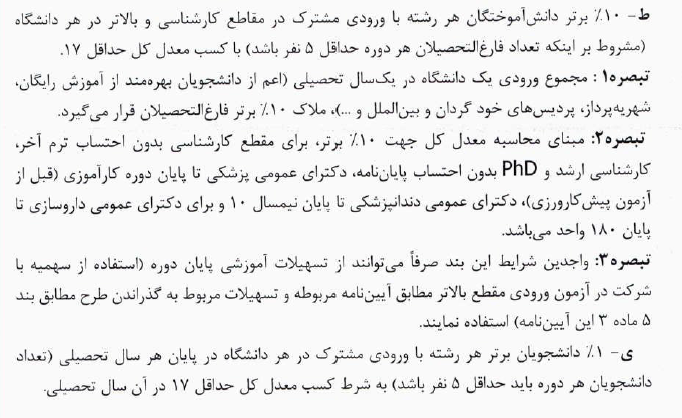 ط- ۱۰٪ برتر دانش‌آموختگان هر رشته با ورودی مشترک در مقاطع کارشناسی و بالاتر در هر دانشگاه
(مشروط بر اینکه تعداد فارغ‌التحصیلان هر دوره حداقل ۵ نفر باشد) با کسب معدل کل حداقل ۱۷.
تبصره۱: مجموع ورودی یک دانشگاه در یک‌سال تحصیلی (اعم از دانشجویان بهره‌مند از آموزش رایگان،
شهریه‌پرداز، پردیس‌های خود گردان و بین‌الملل و ...)، ملاک ۱۰٪ برتر فارغ‌التحصیلان قرار می‌گیرد.
تبصره۲: مبنای محاسبه معدل کل جهت ۱۰٪ برتر، برای مقطع کارشناسی بدون احتساب ترم آخر،
کارشناسی ارشد و PhD بدون احتساب پایان‌نامه، دکترای عمومی پزشکی تا پایان دوره کارآموزی (قبل از
آزمون پیش‌کارورزی)، دکترای عمومی دندانپزشکی تا پایان نیمسال ۱۰ و برای دکترای عمومی داروسازی تا
پایان ۱۸۰ واحد می‌باشد.
تبصره۳: واجدین شرایط این بند صرفاً می‌توانند از تسهیلات آموزشی پایان دوره (استفاده از سهمیه با
شرکت در آزمون ورودی مقطع بالاتر مطابق آیین‌نامه مربوطه و تسهیلات مربوط به گذراندن طرح مطابق بند
۵ ماده ۳ این آیین‌نامه) استفاده نمایند.
ی- ۱٪ دانشجویان برتر هر رشته با ورودی مشترک در هر دانشگاه در پایان هر سال تحصیلی (تعداد
دانشجویان هر دوره باید حداقل ۵ نفر باشد) به شرط کسب معدل کل حداقل ۱۷ در آن سال تحصیلی.